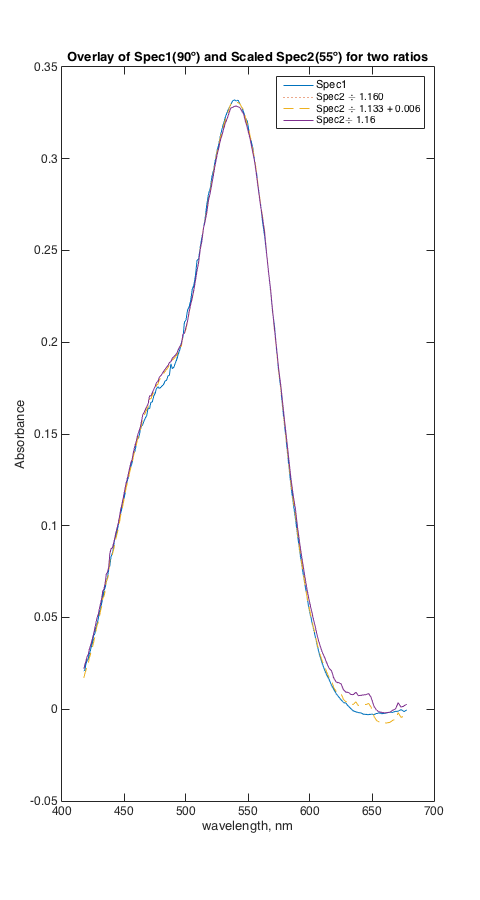 Overlay of Spec1(90º) and Scaled Spec2(55º) for two ratios
0.35
Spec1
Spec2 ÷ 1.160
Spec2 ÷ 1.133 + 0.006
Spec2÷ 1.16
0.3
0.25
0.2
0.15
0.1
0.05
0
-0.05
Absorbance
400 450 500 550 600 650 700
wavelength, nm